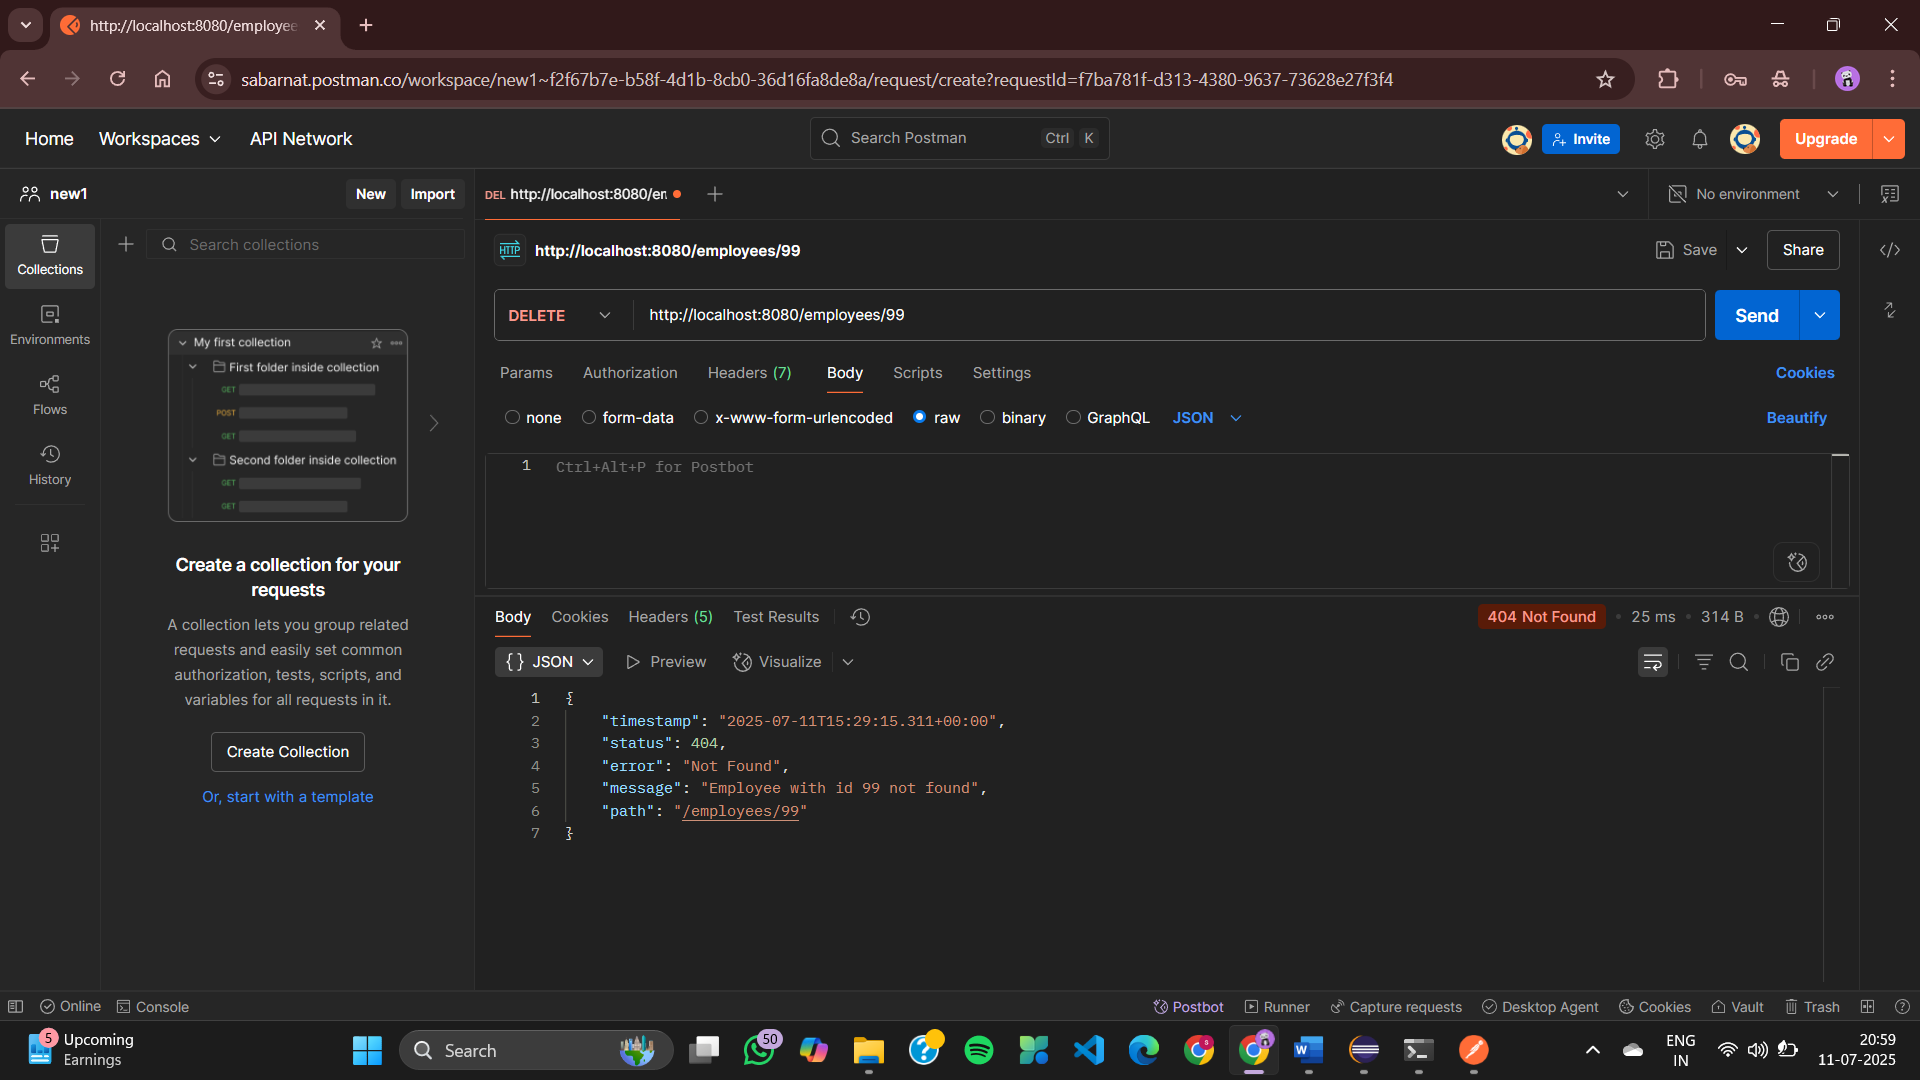 http://localhost:8080/employee
sabarnat.postman.co/workspace/new1~f2f67b7e-b58f-4d1b-8cb0-36d16fa8de8a/request/create?requestId=f7ba781f-d313-4380-9637-73628e27f3f4
Home Workspaces API Network Search Postman Ctrl K Invite Upgrade
new1 New Import DEL http://localhost:8080/en No environment
Collections
Search collections
HTTP http://localhost:8080/employees/99 Save Share
Environments
Flows
History
DELETE http://localhost:8080/employees/99 Send
My first collection
First folder inside collection
GET
POST
GET
Second folder inside collection
GET
GET
Create a collection for your
requests
A collection lets you group related
requests and easily set common
authorization, tests, scripts, and
variables for all requests in it.
Create Collection
Or, start with a template
Params Authorization Headers (7) Body Scripts Settings Cookies
none form-data x-www-form-urlencoded raw binary GraphQL JSON Beautify
1 Ctrl+Alt+P for Postbot
Body Cookies Headers (5) Test Results 404 Not Found 25 ms 314 B
{} JSON Preview Visualize
1 {
2 "timestamp": "2025-07-11T15:29:15.311+00:00",
3 "status": 404,
4 "error": "Not Found",
5 "message": "Employee with id 99 not found",
6 "path": "/employees/99"
7 }
Online Console Postbot Runner Capture requests Desktop Agent Cookies Vault Trash
5 Upcoming
Earnings
Search
50
8
ENG
IN
20:59
11-07-2025